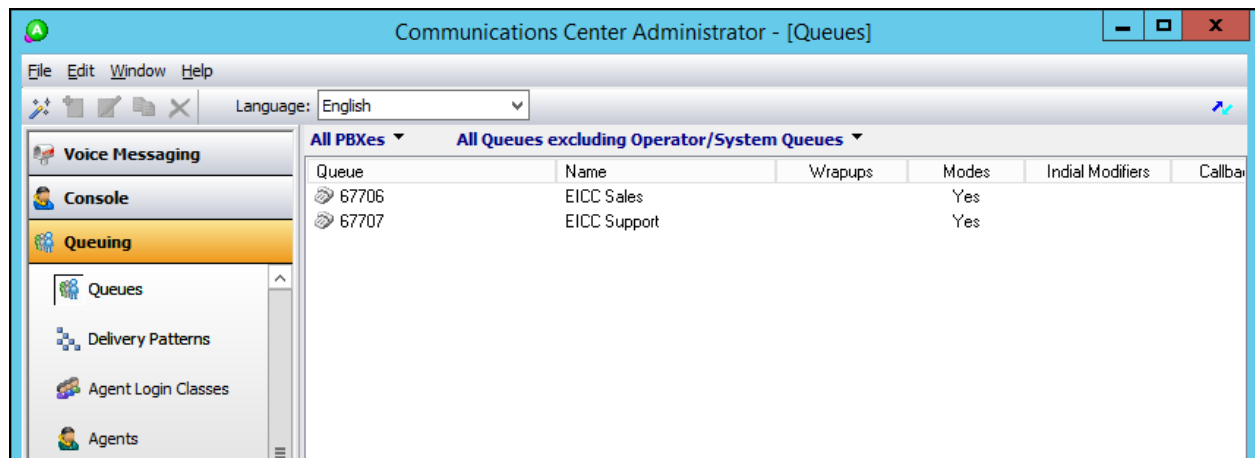 Communications Center Administrator - [Queues]
File Edit Window Help
Language: English
Voice Messaging
Console
Queuing
Queues
Delivery Patterns
Agent Login Classes
Agents
All PBXes All Queues excluding Operator/System Queues
Queue Name Wrapups Modes Indial Modifiers
67706 EICC Sales Yes
67707 EICC Support Yes